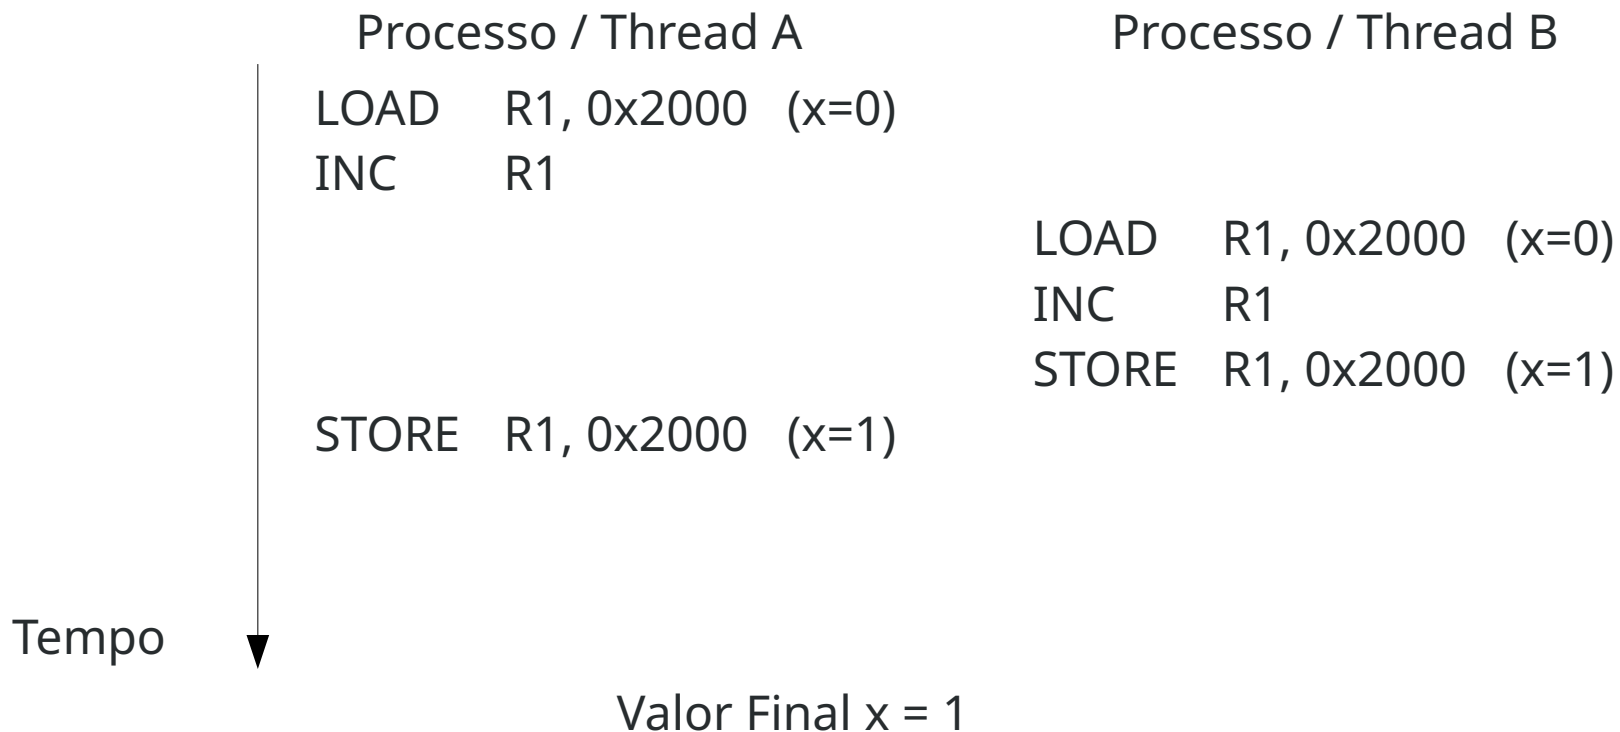 Processo / Thread A Processo / Thread B
LOAD R1, 0x2000 (x=0)
INC R1
LOAD R1, 0x2000 (x=0)
INC R1
STORE R1, 0x2000 (x=1)
STORE R1, 0x2000 (x=1)
Tempo
Valor Final x = 1